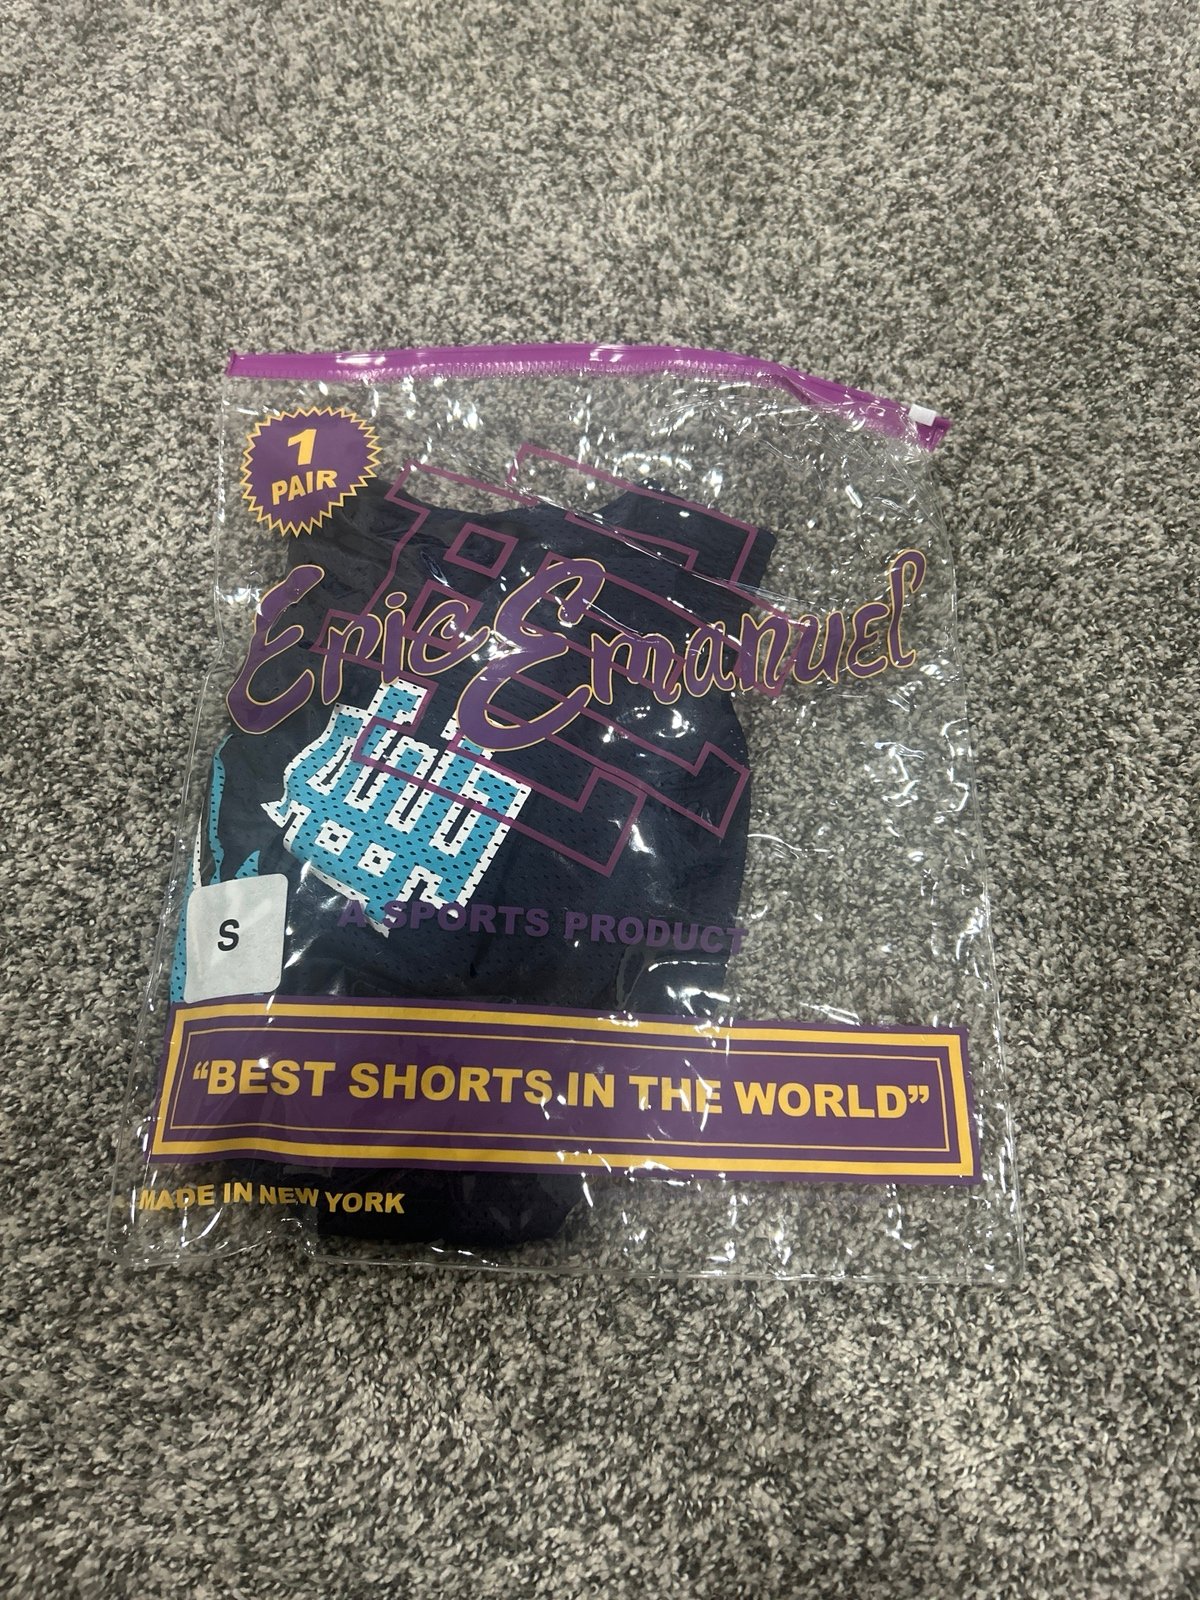 1
PAIR
Eric Emanuel
S
A SPORTS PRODUCT
“BEST SHORTS IN THE WORLD”
MADE IN NEW YORK